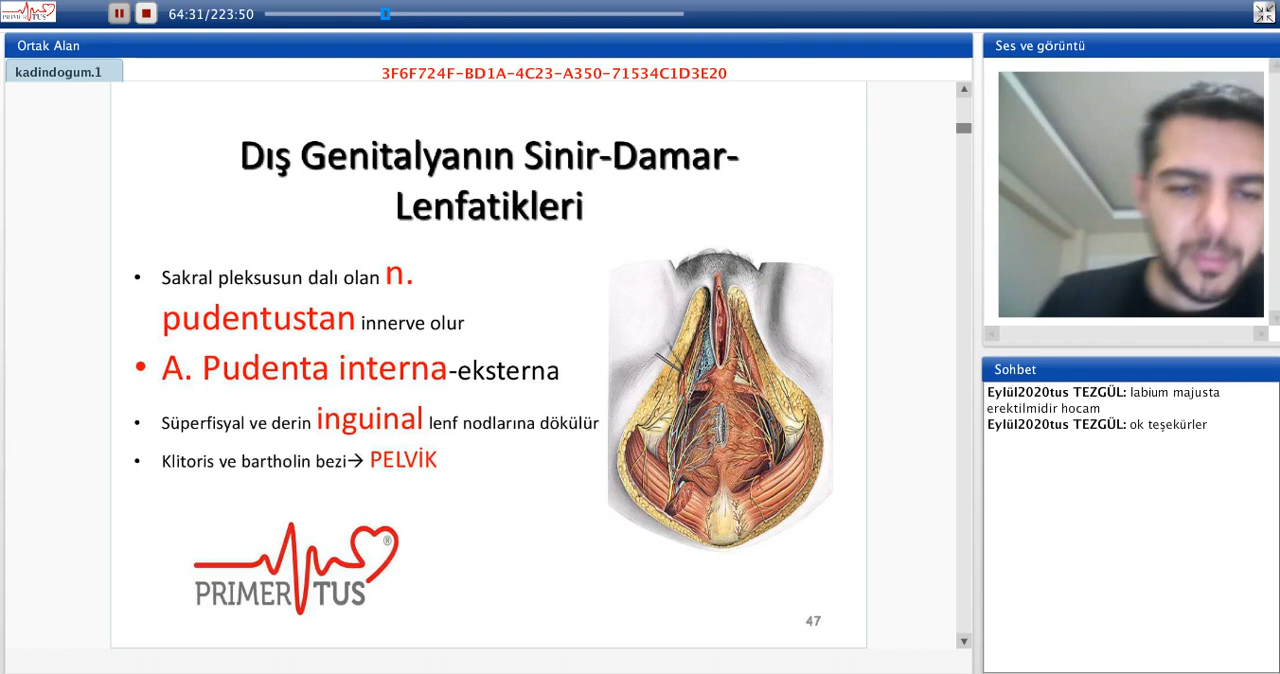 PRIMER TUS
64:31/223:50
Ortak Alan
kadindogum.1
3F6F724F-BD1A-4C23-A350-71534C1D3E20
Dış Genitalyanın Sinir-Damar-
Lenfatikleri
• Sakral pleksusun dalı olan n.
pudentustan innerve olur
• A. Pudenta interna-eksterna
• Süperfisyal ve derin inguinal lenf nodlarına dökülür
• Klitoris ve bartholin bezi→ PELVİK
PRIMER TUS ®
47
Ses ve görüntü
Sohbet
Eylül2020tus TEZGÜL: labium majusta
erektilmidir hocam
Eylül2020tus TEZGÜL: ok teşekürler